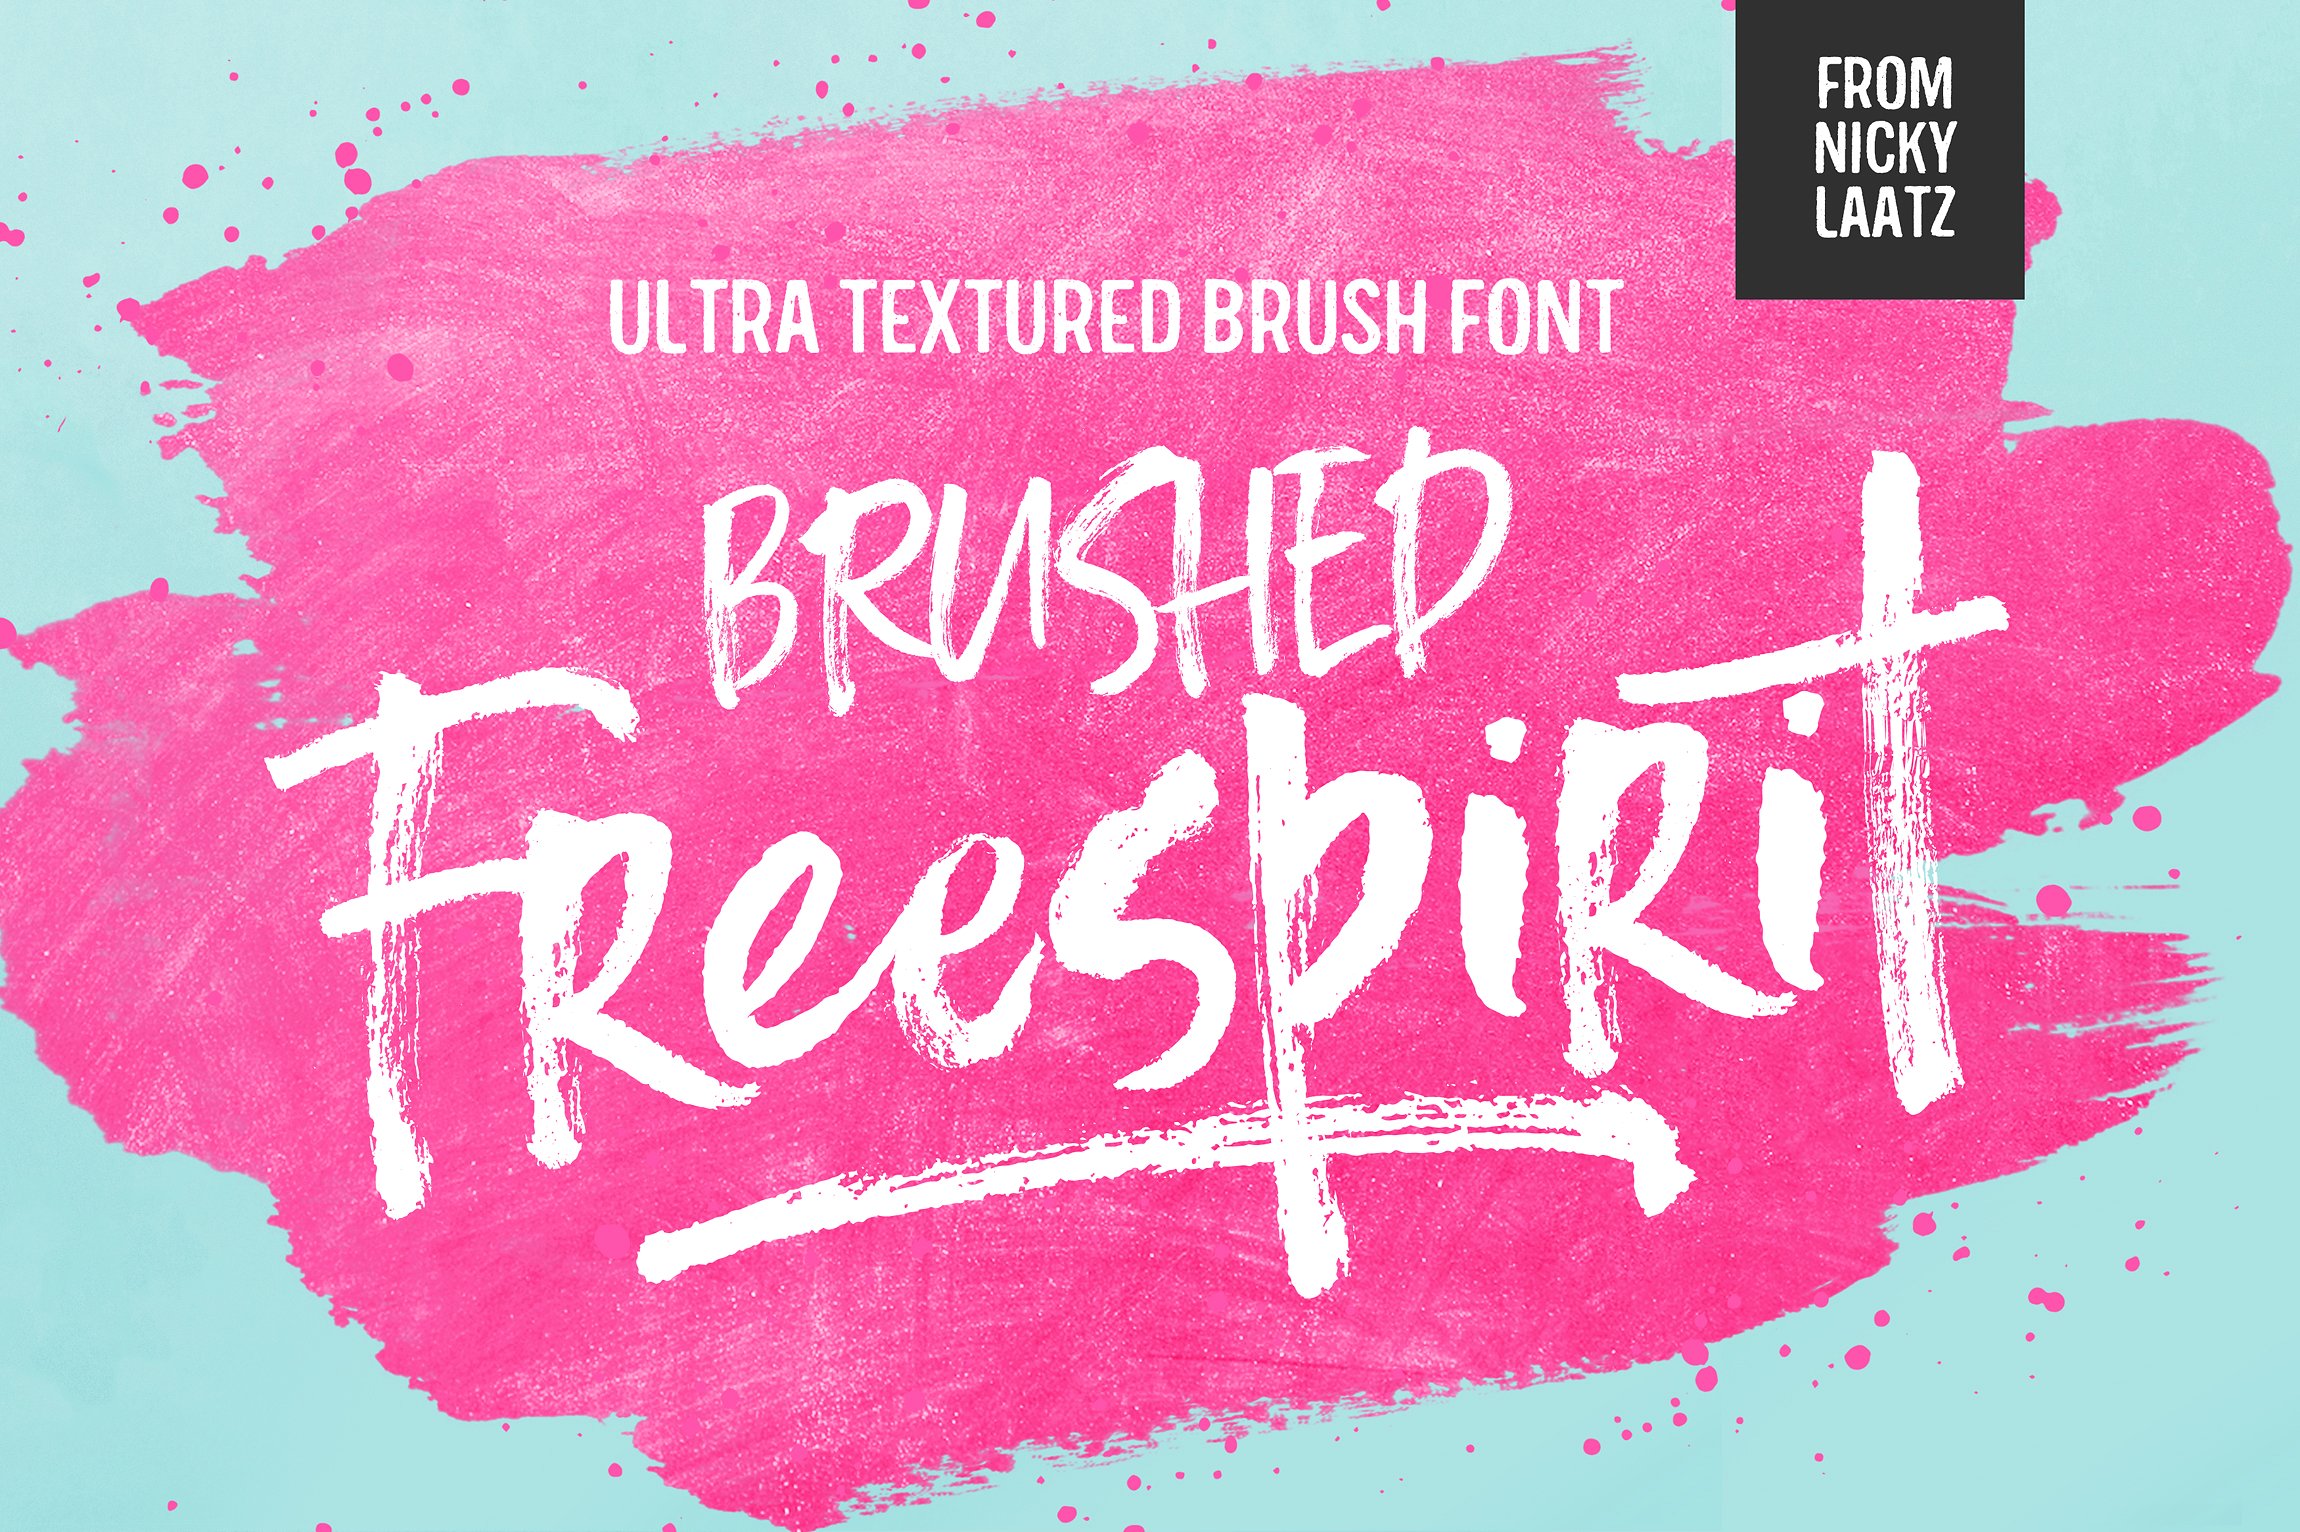 FROM
NICKY
LAATZ
ULTRA TEXTURED BRUSH FONT
BRUSHED
Freespirit